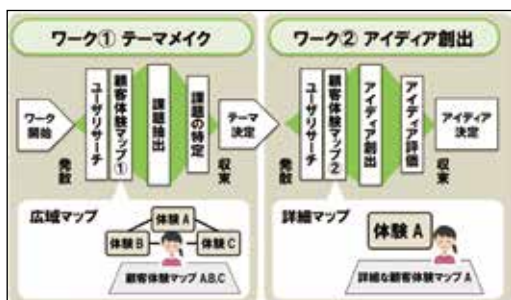 ワーク① テーマメイク
ワーク
開始
発散
ユーザリサーチ
顧客体験マップ①
課題抽出
課題の特定
収束
テーマ
決定
広域マップ
体験 A
体験 B
体験 C
顧客体験マップ A,B,C
ワーク② アイディア創出
発散
ユーザリサーチ
顧客体験マップ②
アイディア創出
アイディア評価
収束
アイディア
決定
詳細マップ
体験 A
詳細な顧客体験マップ A